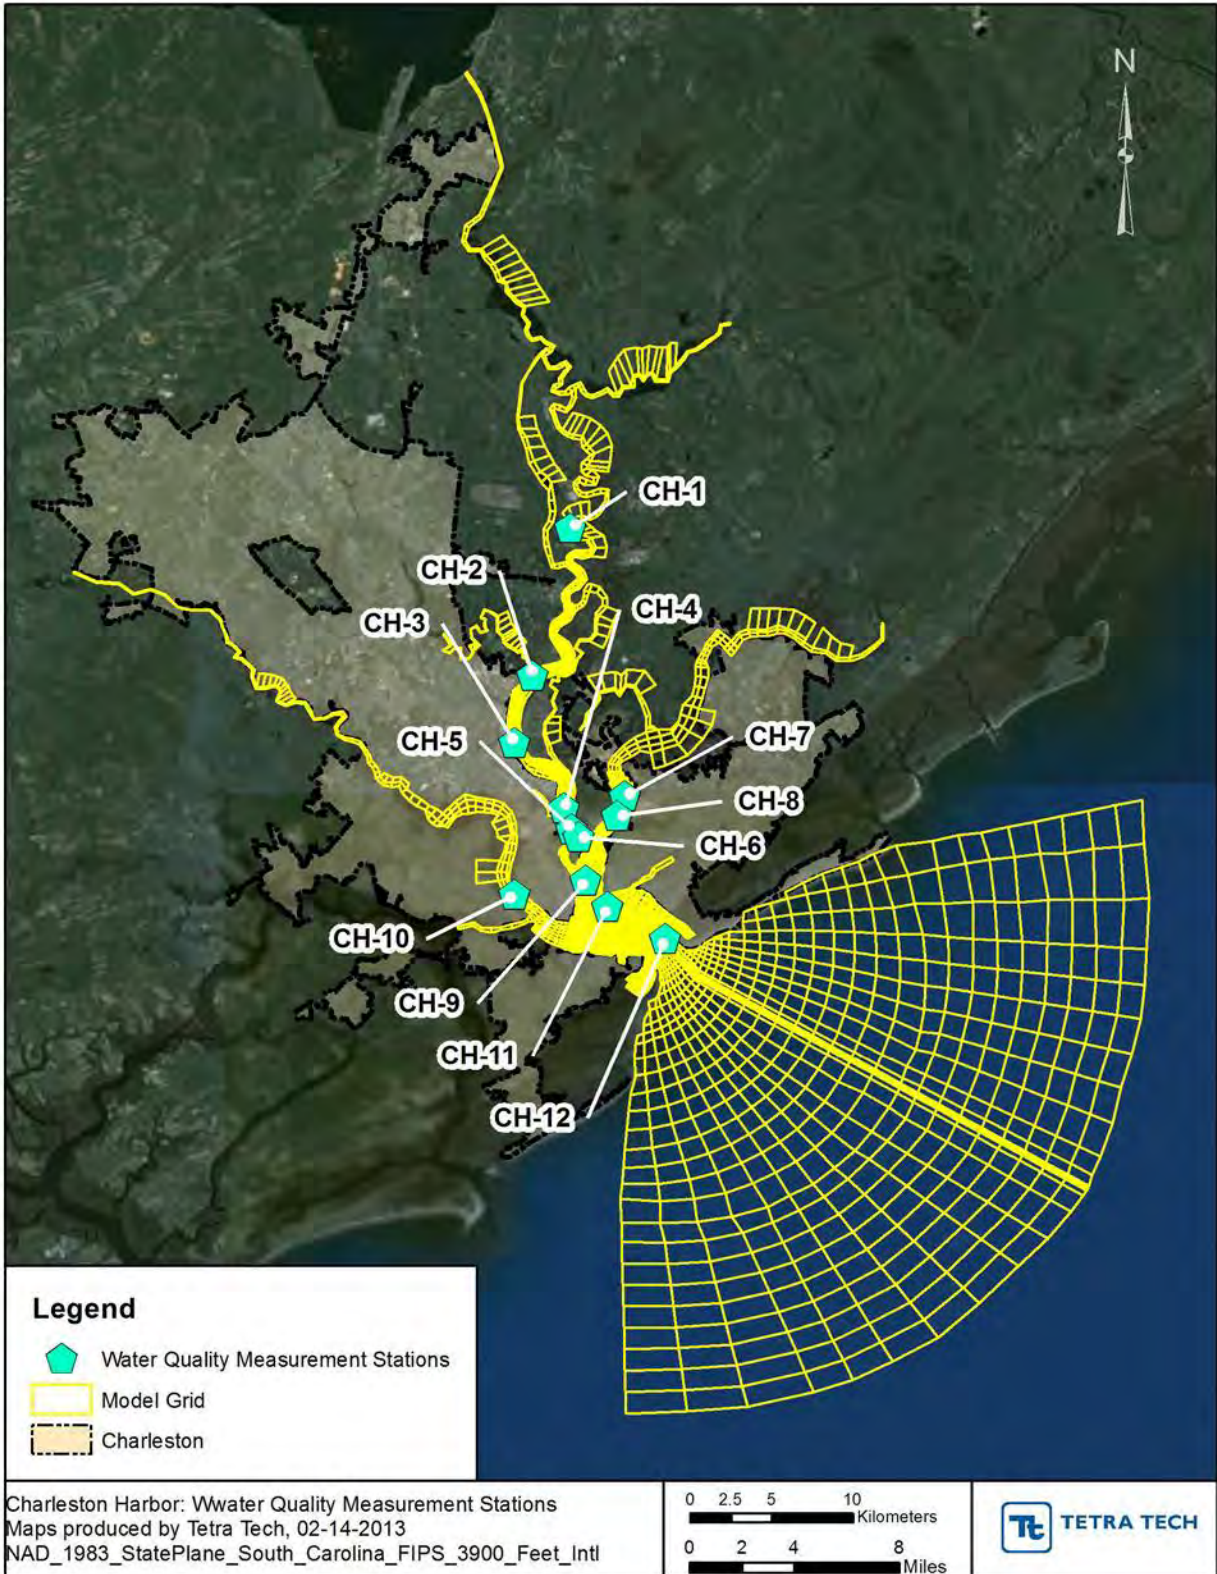 N
CH-1
CH-2
CH-4
CH-3
CH-5
CH-7
CH-8
CH-6
CH-10
CH-9
CH-11
CH-12
Legend
Water Quality Measurement Stations
Model Grid
Charleston
Charleston Harbor: Wwater Quality Measurement Stations
Maps produced by Tetra Tech, 02-14-2013
NAD_1983_StatePlane_South_Carolina_FIPS_3900_Feet_Intl
0 2.5 5 10
Kilometers
0 2 4 8
Miles
Tt TETRA TECH